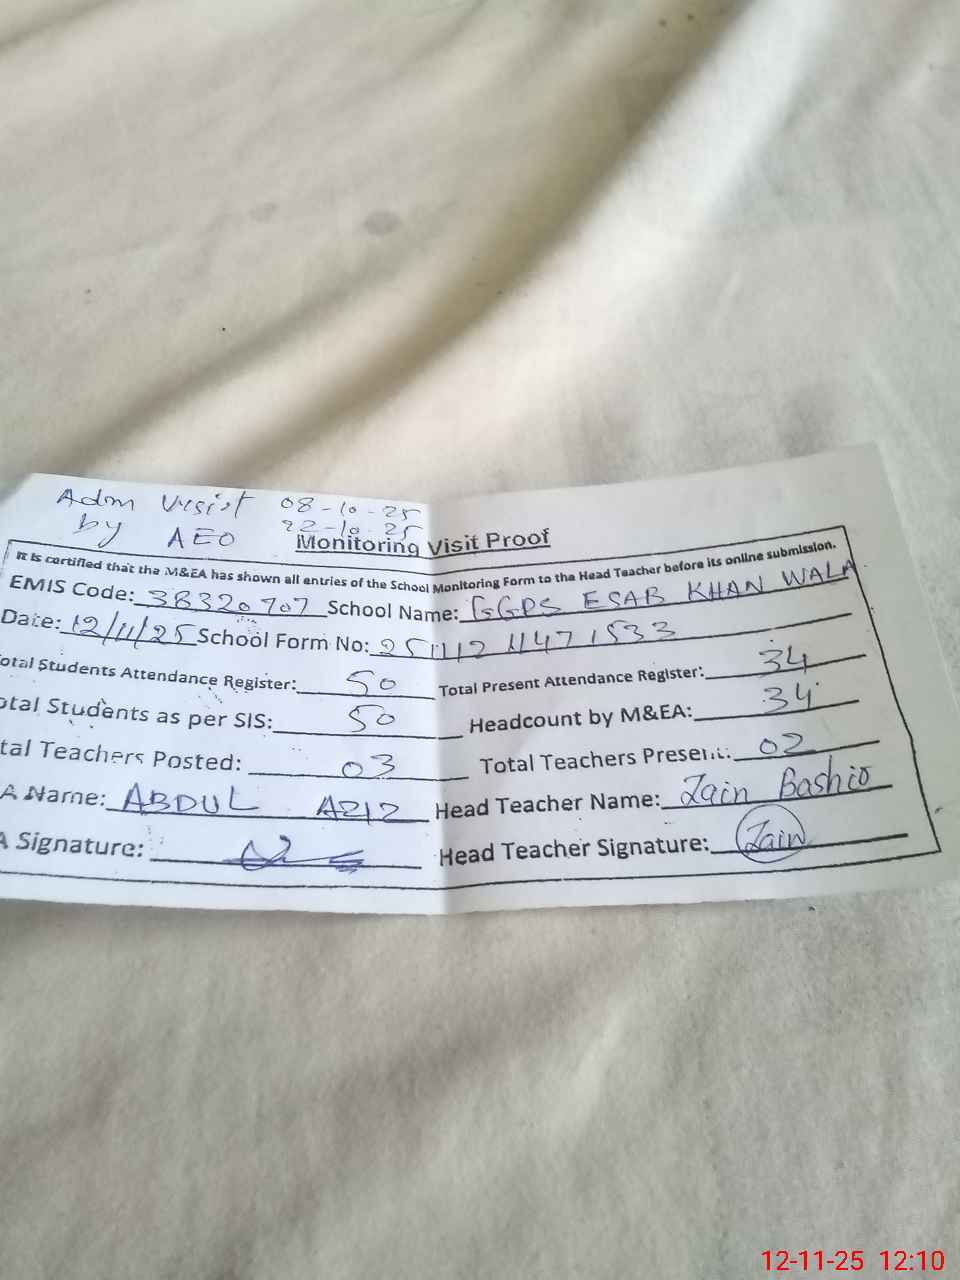 Adm Visit 08-10-25
by AEO 22-10-25
Monitoring Visit Proof
It is certified that the M&EA has shown all entries of the School Monitoring Form to the Head Teacher before its online submission.
EMIS Code: 38320707 School Name: GGPS ESAB KHAN WALA
Date: 12/11/25 School Form No: 251112 1147 1533
otal Students Attendance Register: 50 Total Present Attendance Register: 34
otal Students as per SIS: 50 Headcount by M&EA: 34
tal Teachers Posted: 03 Total Teachers Present: 02
A Name: ABDUL AZIZ Head Teacher Name: Zain Bashir
A Signature: Head Teacher Signature: Zain
12-11-25 12:10